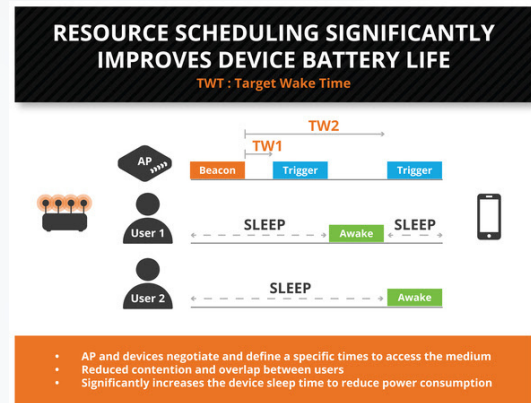 RESOURCE SCHEDULING SIGNIFICANTLY
IMPROVES DEVICE BATTERY LIFE
TWT : Target Wake Time
TW2
TW1
AP
Beacon
Trigger
Trigger
User 1
SLEEP
Awake
SLEEP
User 2
SLEEP
Awake
• AP and devices negotiate and define a specific times to access the medium
• Reduced contention and overlap between users
• Significantly increases the device sleep time to reduce power consumption